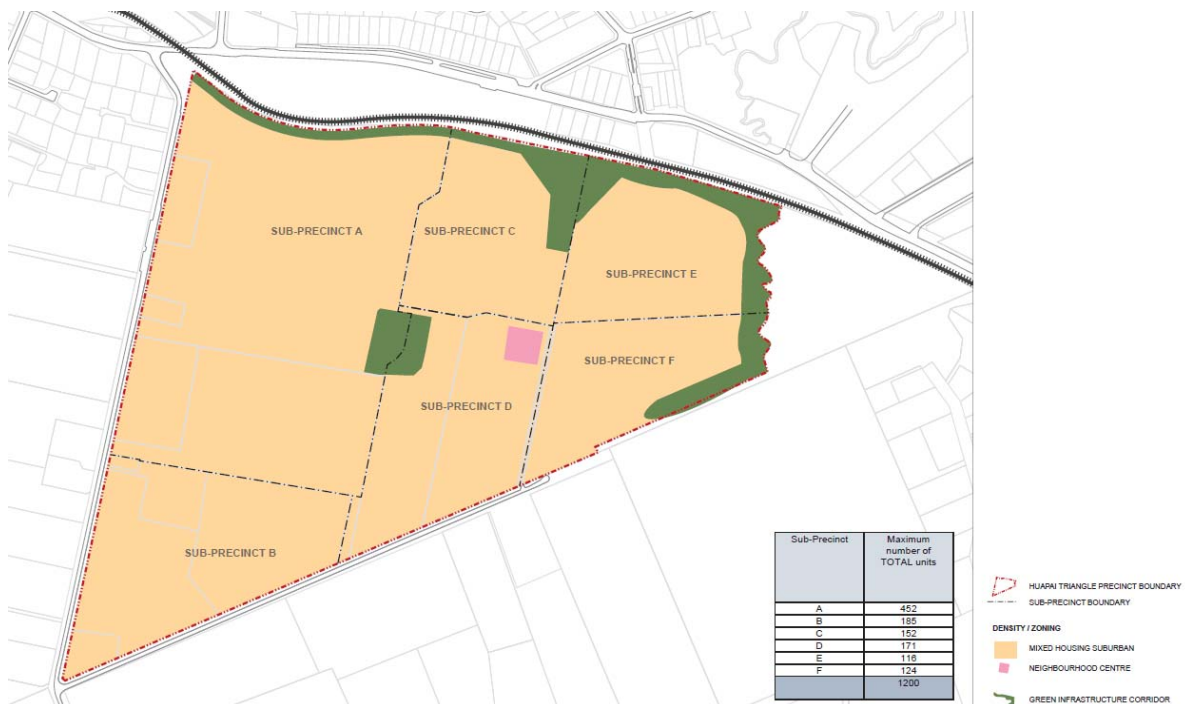 SUB-PRECINCT A
SUB-PRECINCT C
SUB-PRECINCT E
SUB-PRECINCT F
SUB-PRECINCT D
SUB-PRECINCT B
Sub-Precinct Maximum
number of
TOTAL units
A 452
B 185
C 152
D 171
E 116
F 124
1200
HUAPAI TRIANGLE PRECINCT BOUNDARY
SUB-PRECINCT BOUNDARY
DENSITY / ZONING
MIXED HOUSING SUBURBAN
NEIGHBOURHOOD CENTRE
GREEN INFRASTRUCTURE CORRIDOR